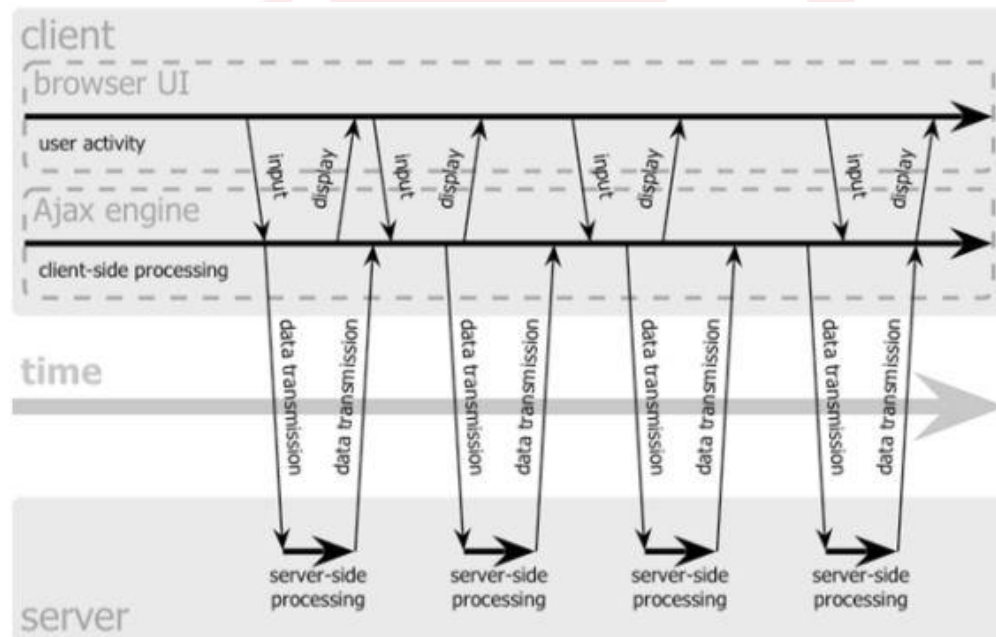 client
browser UI
user activity
input
display
input
display
input
display
input
display
Ajax engine
client-side processing
data transmission
data transmission
data transmission
data transmission
data transmission
data transmission
data transmission
data transmission
time
server-side
processing
server-side
processing
server-side
processing
server-side
processing
server